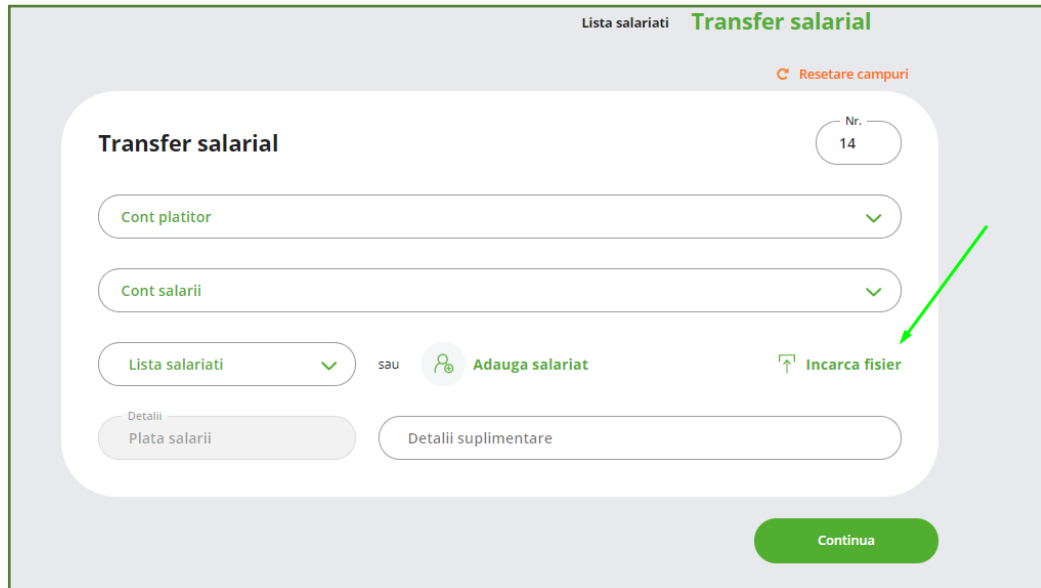 Lista salariati Transfer salarial
Resetare campuri
Transfer salarial
Nr.
14
Cont platitor
Cont salarii
Lista salariati sau Adauga salariat Incarca fisier
Detalii
Plata salarii Detalii suplimentare
Continua